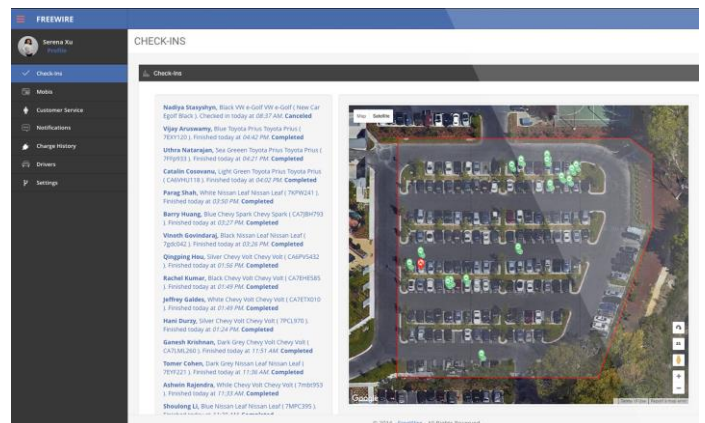 FREEWIRE
Serena Xu
Profile
CHECK-INS
Check-Ins
Check-Ins
Mobis
Customer Service
Notifications
Charge History
Drivers
Settings
Nadiya Stasyshyn, Black VW e-Golf VW e-Golf ( New Car
Egolf Black ). Checked in today at 08:37 AM. Canceled
Vijay Aruswamy, Blue Toyota Prius Toyota Prius (
7EXY120 ). Finished today at 04:42 PM. Completed
Uthra Natarajan, Sea Greeen Toyota Prius Toyota Prius (
7FYp933 ). Finished today at 04:21 PM. Completed
Catalin Cosovanu, Light Green Toyota Prius Toyota Prius
( CA6VHU118 ). Finished today at 04:02 PM. Completed
Parag Shah, White Nissan Leaf Nissan Leaf ( 7KPW241 ).
Finished today at 03:50 PM. Completed
Barry Huang, Blue Chevy Spark Chevy Spark ( CA7JBH793
). Finished today at 03:27 PM. Completed
Vineeth Govindaraj, Black Nissan Leaf Nissan Leaf (
7gdc042 ). Finished today at 03:26 PM. Completed
Qingping Hou, Silver Chevy Volt Chevy Volt ( CA6PVS432
). Finished today at 01:56 PM. Completed
Rachel Kumar, Black Chevy Volt Chevy Volt ( CA7EHE585
). Finished today at 01:49 PM. Completed
Jeffrey Galdes, White Chevy Volt Chevy Volt ( CA7ETX010
). Finished today at 01:49 PM. Completed
Hani Durzy, Silver Chevy Volt Chevy Volt ( 7PCL970 ).
Finished today at 01:24 PM. Completed
Ganesh Krishnan, Dark Grey Chevy Volt Chevy Volt (
CA7LML260 ). Finished today at 11:51 AM. Completed
Tomer Cohen, Dark Grey Nissan Leaf Nissan Leaf (
7EYF221 ). Finished today at 11:36 AM. Completed
Ashwin Rajendra, White Chevy Volt Chevy Volt ( 7mbt953
). Finished today at 11:33 AM. Completed
Shoulong Li, Blue Nissan Leaf Nissan Leaf ( 7MPC395 ).
Map Satellite
Google
Terms of Use Report a map error